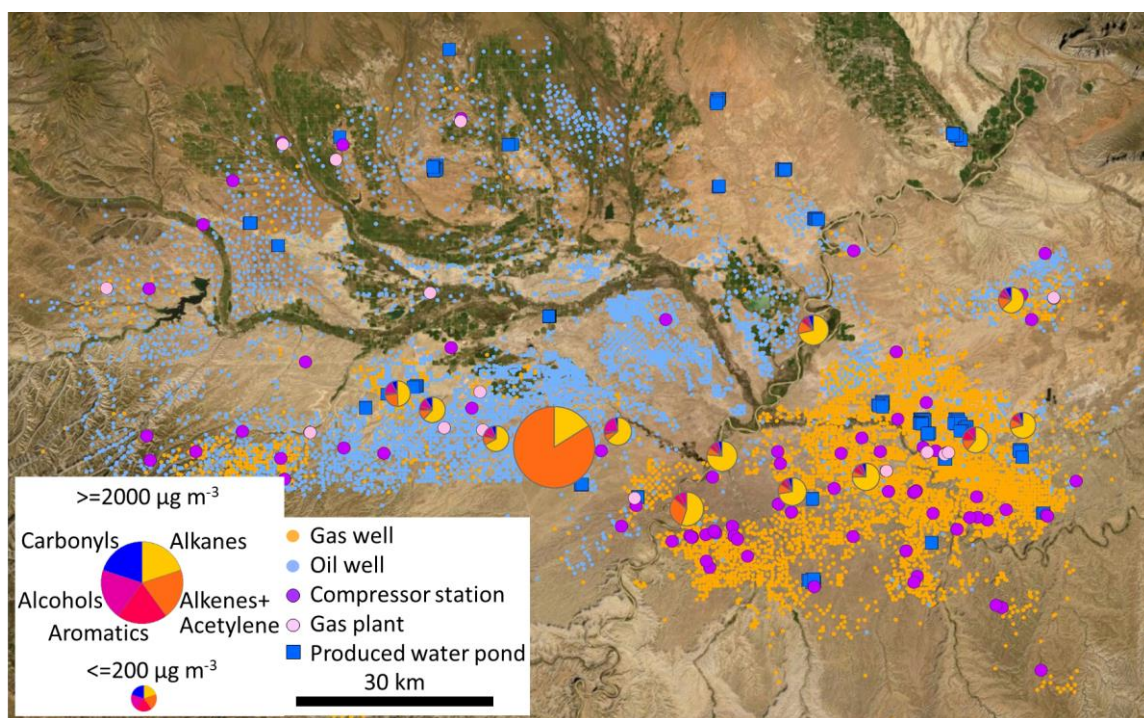 >=2000 µg m⁻³
Carbonyls
Alkanes
Alcohols
Alkenes+
Acetylene
Aromatics
<=200 µg m⁻³
Gas well
Oil well
Compressor station
Gas plant
Produced water pond
30 km